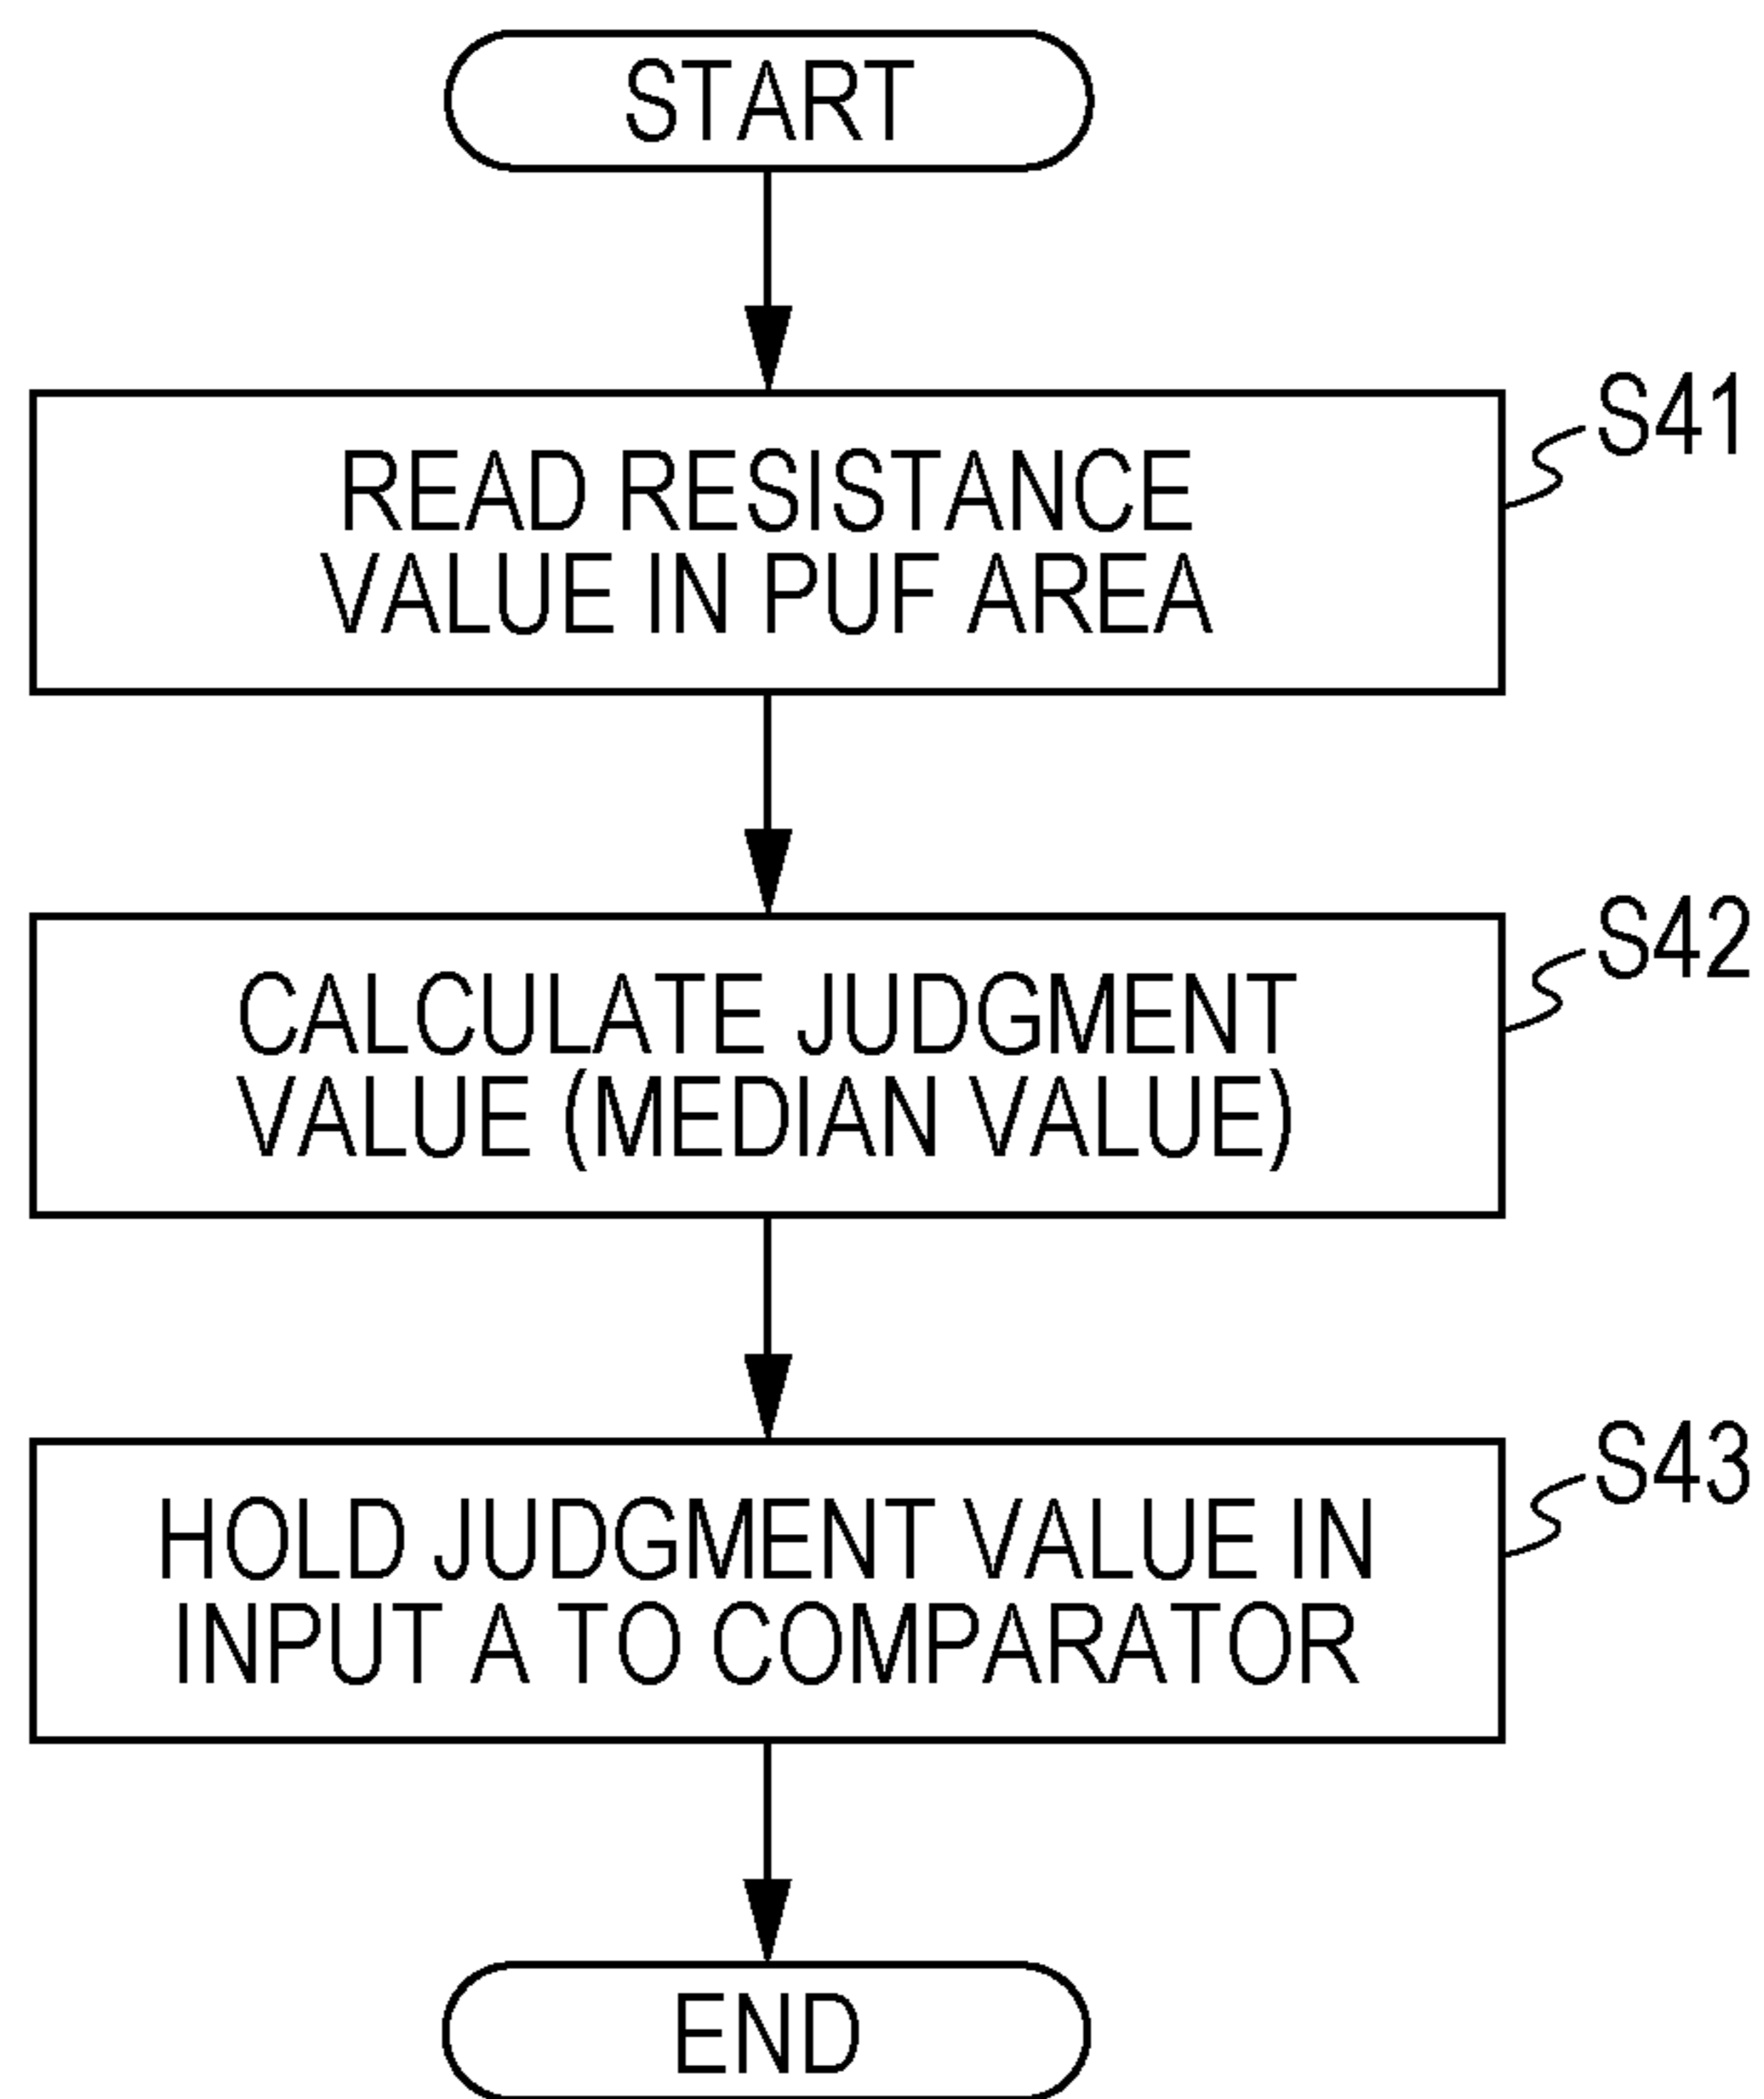 START
S41
READ RESISTANCE
VALUE IN PUF AREA
S42
CALCULATE JUDGMENT
VALUE (MEDIAN VALUE)
S43
HOLD JUDGMENT VALUE IN
INPUT A TO COMPARATOR
END